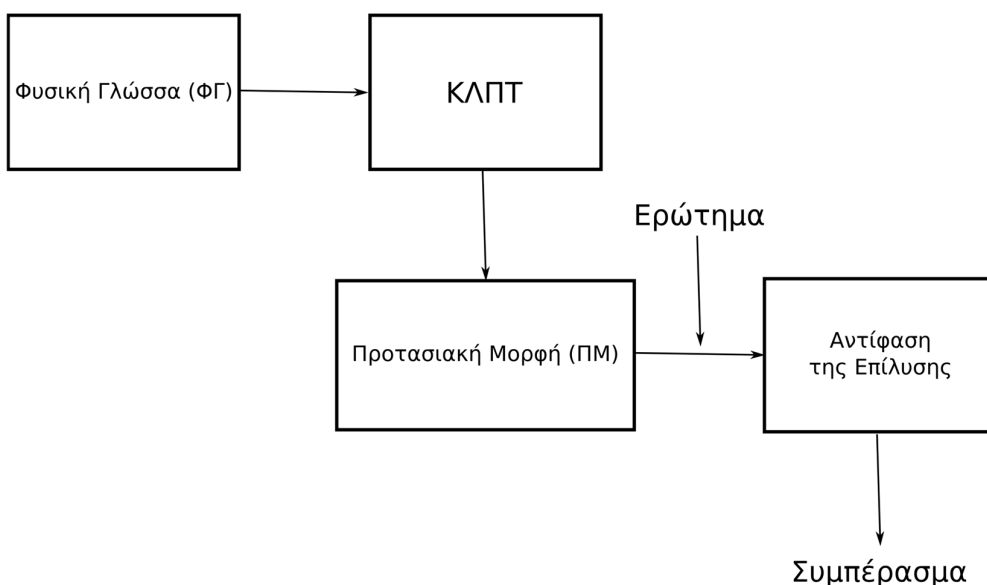 Φυσική Γλώσσα (ΦΓ)
ΚΛΠΤ
Ερώτημα
Προτασιακή Μορφή (ΠΜ)
Αντίφαση
της Επίλυσης
Συμπέρασμα